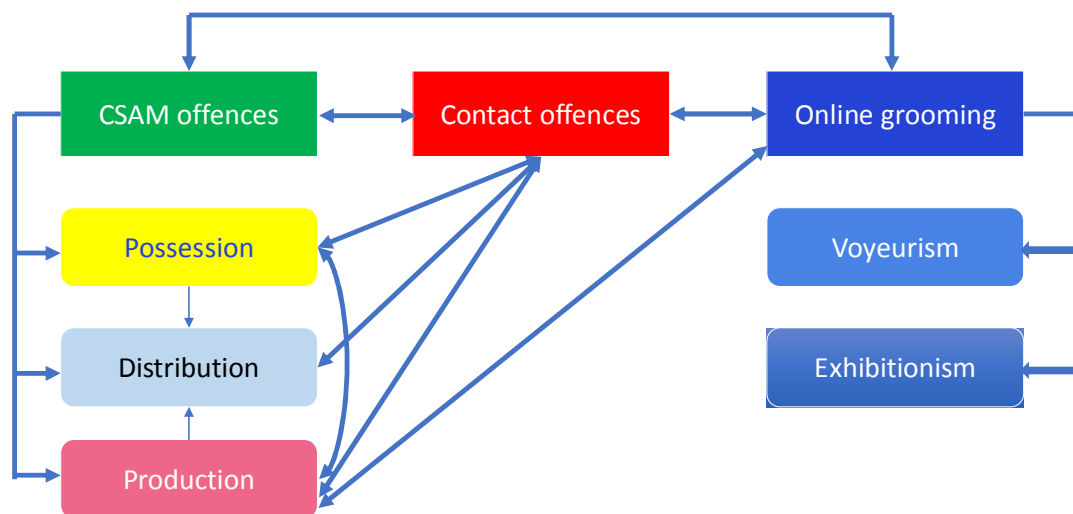 CSAM offences
Contact offences
Online grooming
Possession
Voyeurism
Distribution
Exhibitionism
Production